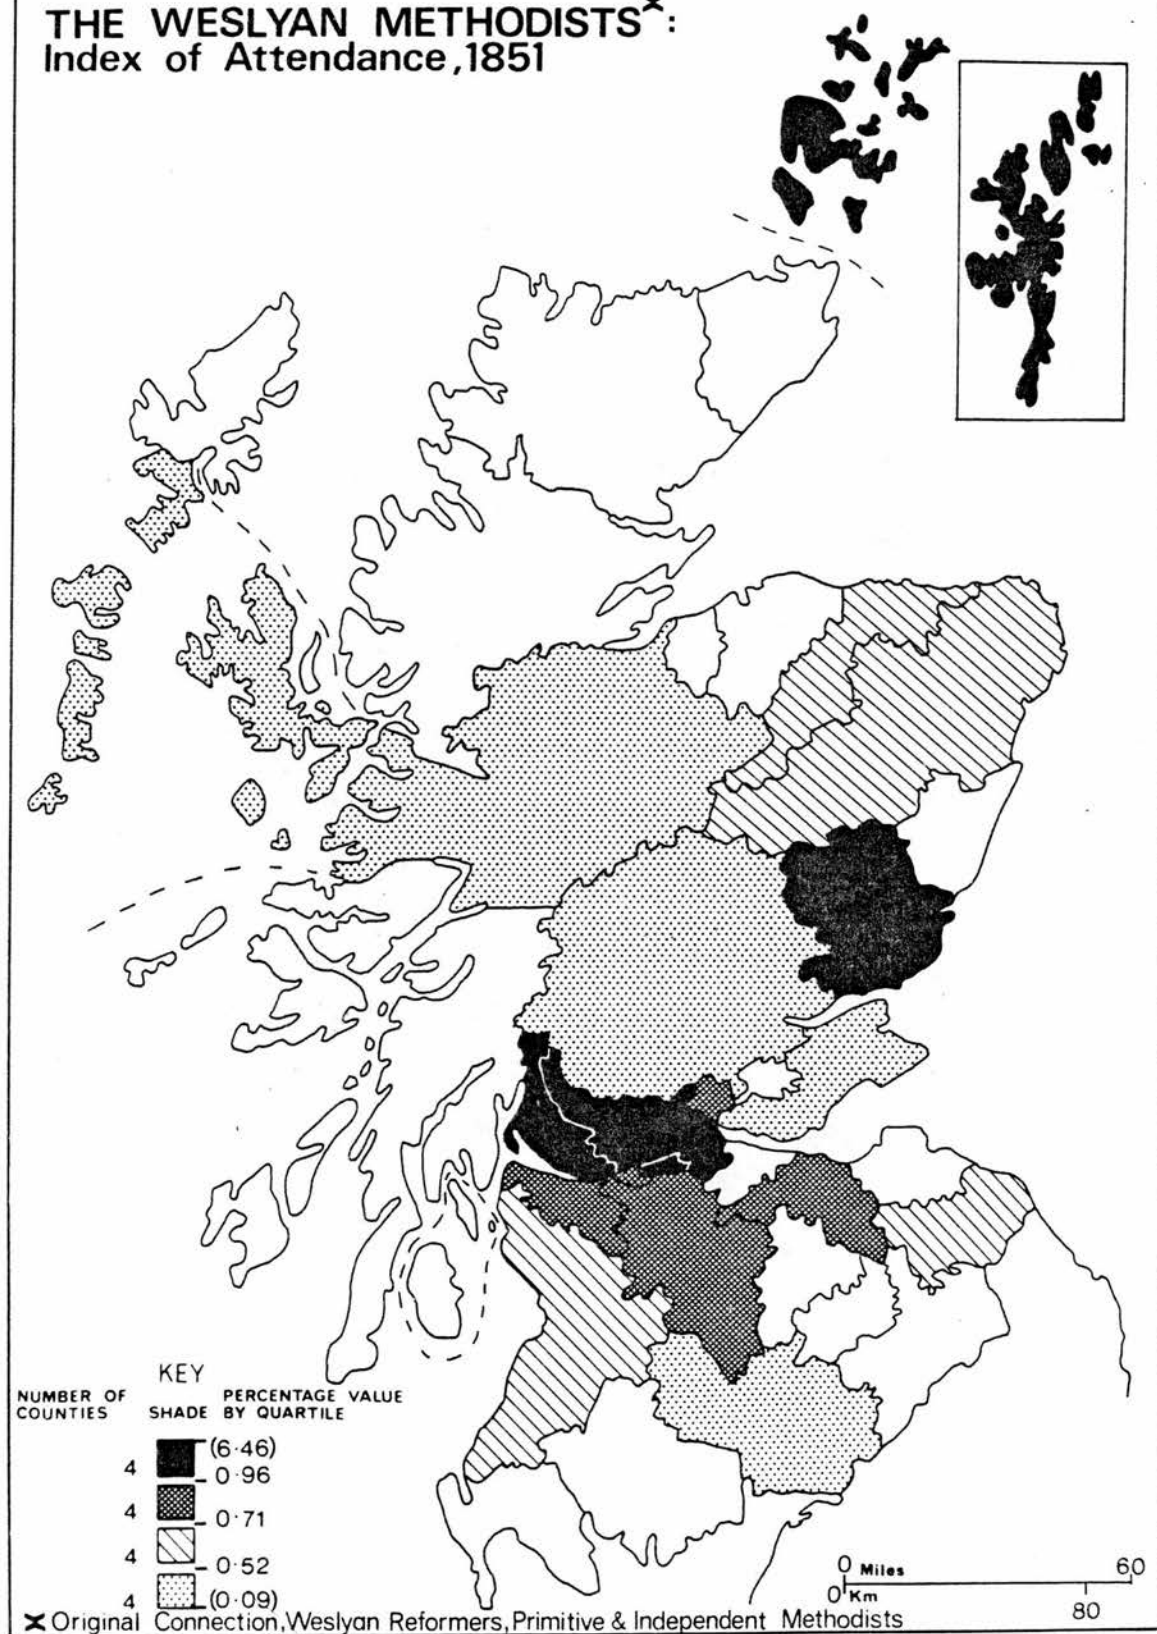 THE WESLYAN METHODISTS×:
Index of Attendance, 1851
KEY
NUMBER OF COUNTIES SHADE PERCENTAGE VALUE BY QUARTILE
4 (6·46)
0·96
4
0·71
4
0·52
4 (0·09)
0 Miles 60
0 Km 80
× Original Connection, Weslyan Reformers, Primitive & Independent Methodists